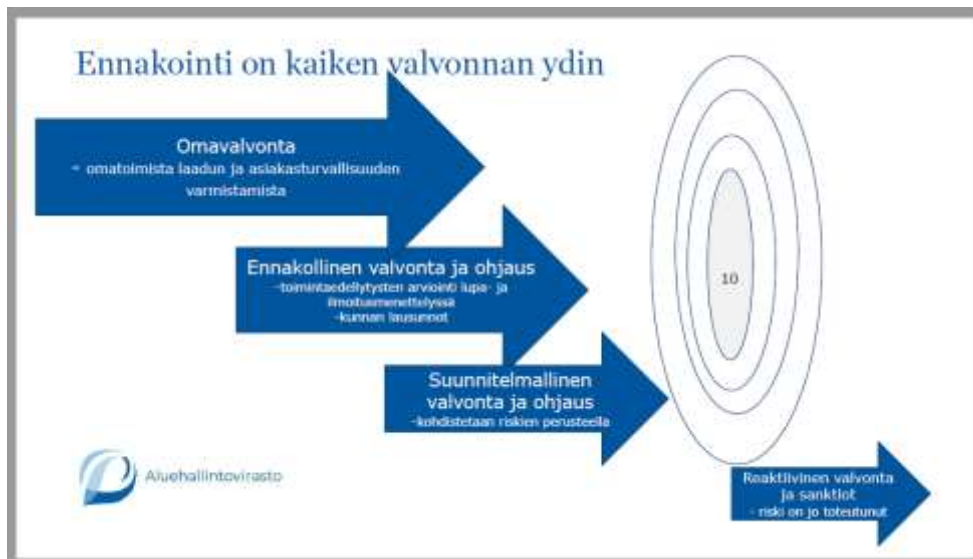 Ennakointi on kaiken valvonnan ydin
Omavalvonta
- omatoimista laadun ja asiakasturvallisuuden
varmistamista
Ennakollinen valvonta ja ohjaus
-toimintaedellytysten arviointi lupa- ja
ilmoitusmenettelyssä
-kunnan lausunnot
10
Suunnitelmallinen
valvonta ja ohjaus
-kohdistetaan riskien perusteella
Aluehallintovirasto
Reaktiivinen valvonta
ja sanktiot
- riski on jo toteutunut